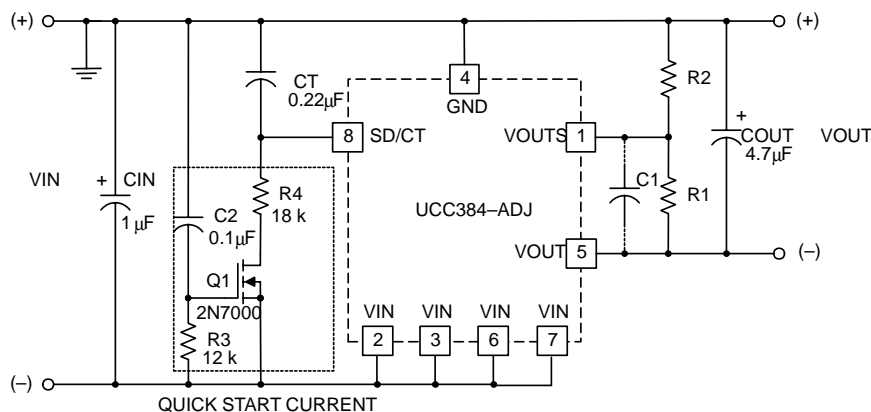 (+)
(+)
CT
0.22µF
4
GND
R2
8
SD/CT
VOUTS
1
+
COUT
4.7µF
VOUT
VIN
+
CIN
1 µF
R4
18 k
C2
0.1µF
UCC384–ADJ
C1
R1
VOUT
5
(–)
Q1
2N7000
VIN
VIN
VIN
VIN
2
3
6
7
R3
12 k
(–)
QUICK START CURRENT